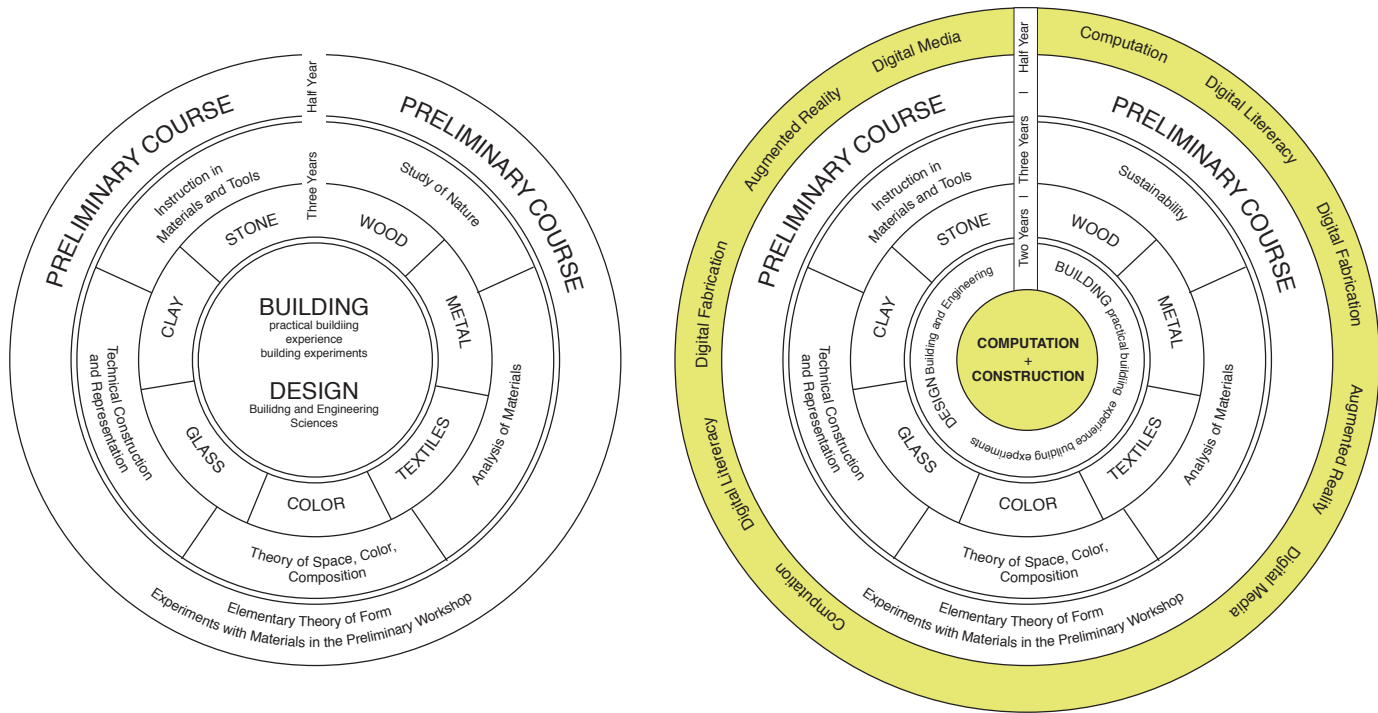 Half Year
PRELIMINARY COURSE
PRELIMINARY COURSE
Three Years
Instruction in
Materials and Tools
Study of Nature
STONE
WOOD
CLAY
METAL
BUILDING
practical buildiing
experience
building experiments
DESIGN
Builidng and Engineering
Sciences
Technical Construction
and Representation
Analysis of Materials
GLASS
TEXTILES
COLOR
Theory of Space, Color,
Composition
Elementary Theory of Form
Experiments with Materials in the Preliminary Workshop
Digital Media
Computation
Augmented Reality
Digital Litereracy
Digital Fabrication
Digital Fabrication
Digital Litereracy
Augmented Reality
Computation
Digital Media
Two Years I Three Years I Half Year
PRELIMINARY COURSE
PRELIMINARY COURSE
Instruction in
Materials and Tools
Sustainability
STONE
WOOD
CLAY
METAL
DESIGN Building and Engineering
BUILDING practical buildiing experience building experiments
COMPUTATION
+
CONSTRUCTION
Technical Construction
and Representation
Analysis of Materials
GLASS
TEXTILES
COLOR
Theory of Space, Color,
Composition
Elementary Theory of Form
Experiments with Materials in the Preliminary Workshop